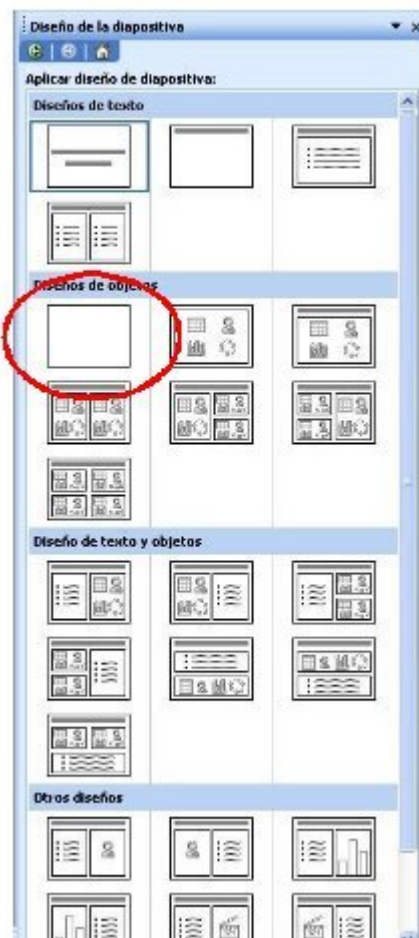 Diseño de la diapositiva
Aplicar diseño de diapositiva:
Diseños de texto
Diseños de objetos
Diseño de texto y objetos
Otros diseños